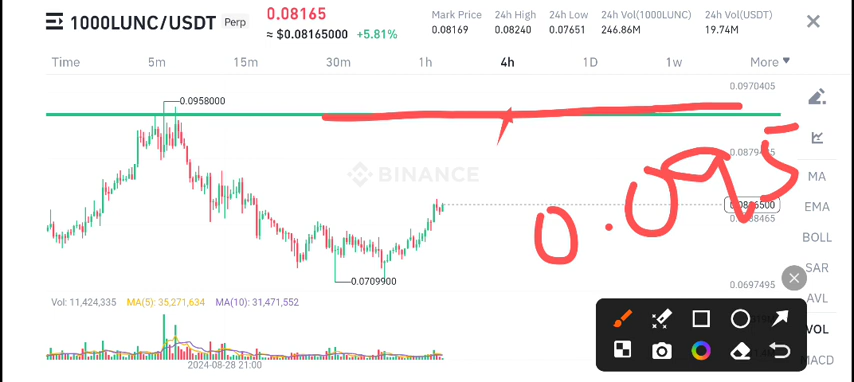 1000LUNC/USDT Perp
0.08165
≈ $0.08165000 +5.81%
Mark Price 24h High 24h Low 24h Vol(1000LUNC) 24h Vol(USDT)
0.08169 0.08240 0.07651 246.86M 19.74M
Time 5m 15m 30m 1h 4h 1D 1w More
0.0970405
0.0958000
BINANCE
MA
EMA
BOLL
SAR
AVL
VOL
MACD
0.0709900
0.0697495
0.095
Vol: 11,424,335 MA(5): 35,271,634 MA(10): 31,471,552
2024-08-28 21:00